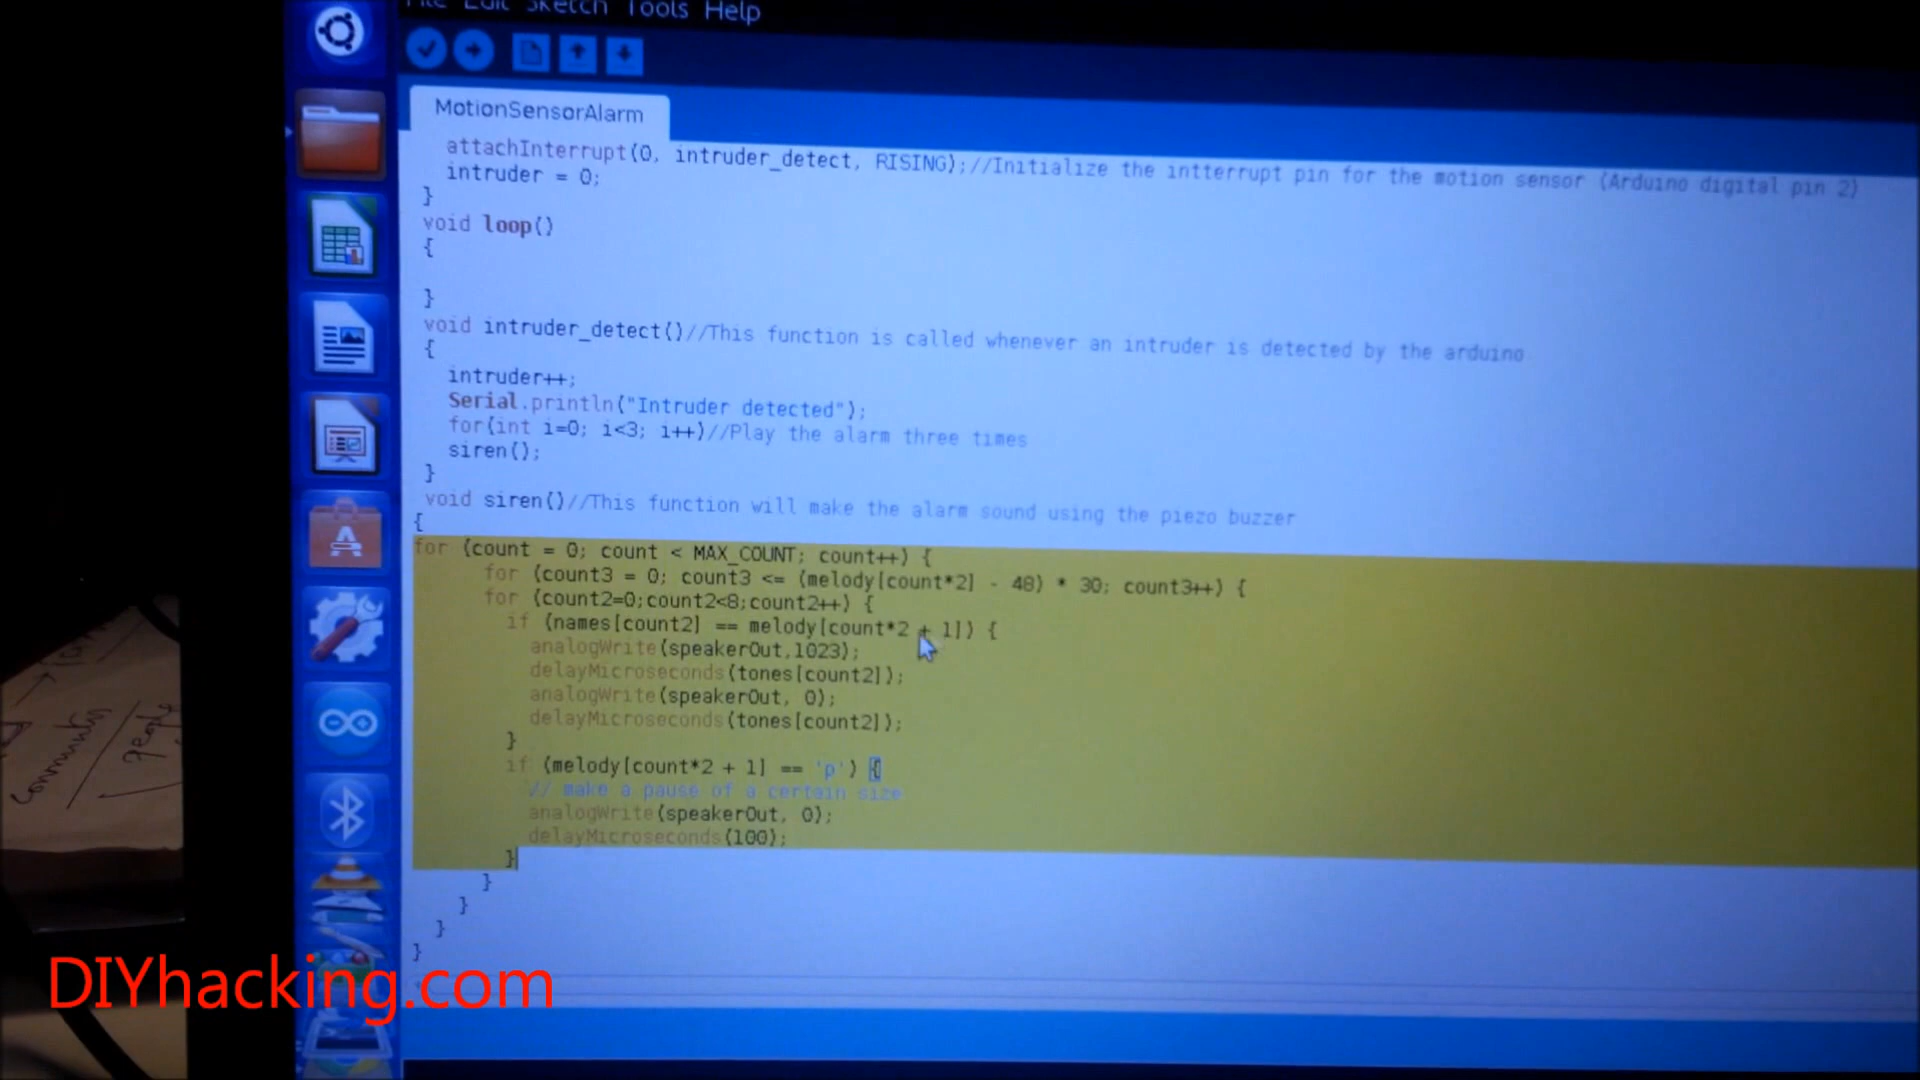 File Edit Sketch Tools Help
MotionSensorAlarm
attachInterrupt(0, intruder_detect, RISING);//Initialize the intterrupt pin for the motion sensor (Arduino digital pin 2)
intruder = 0;
}
void loop()
{
}
void intruder_detect()//This function is called whenever an intruder is detected by the arduino
{
intruder++;
Serial.println("Intruder detected");
for(int i=0; i<3; i++)//Play the alarm three times
siren();
}
void siren()//This function will make the alarm sound using the piezo buzzer
{
for (count = 0; count < MAX_COUNT; count++) {
for (count3 = 0; count3 <= (melody[count*2] - 48) * 30; count3++) {
for (count2=0;count2<8;count2++) {
if (names[count2] == melody[count*2 + 1]) {
analogWrite(speakerOut,1023);
delayMicroseconds(tones[count2]);
analogWrite(speakerOut, 0);
delayMicroseconds(tones[count2]);
}
if (melody[count*2 + 1] == 'p') {
// make a pause of a certain size
analogWrite(speakerOut, 0);
delayMicroseconds(100);
}
}
}
}
}
community
people
DIYhacking.com